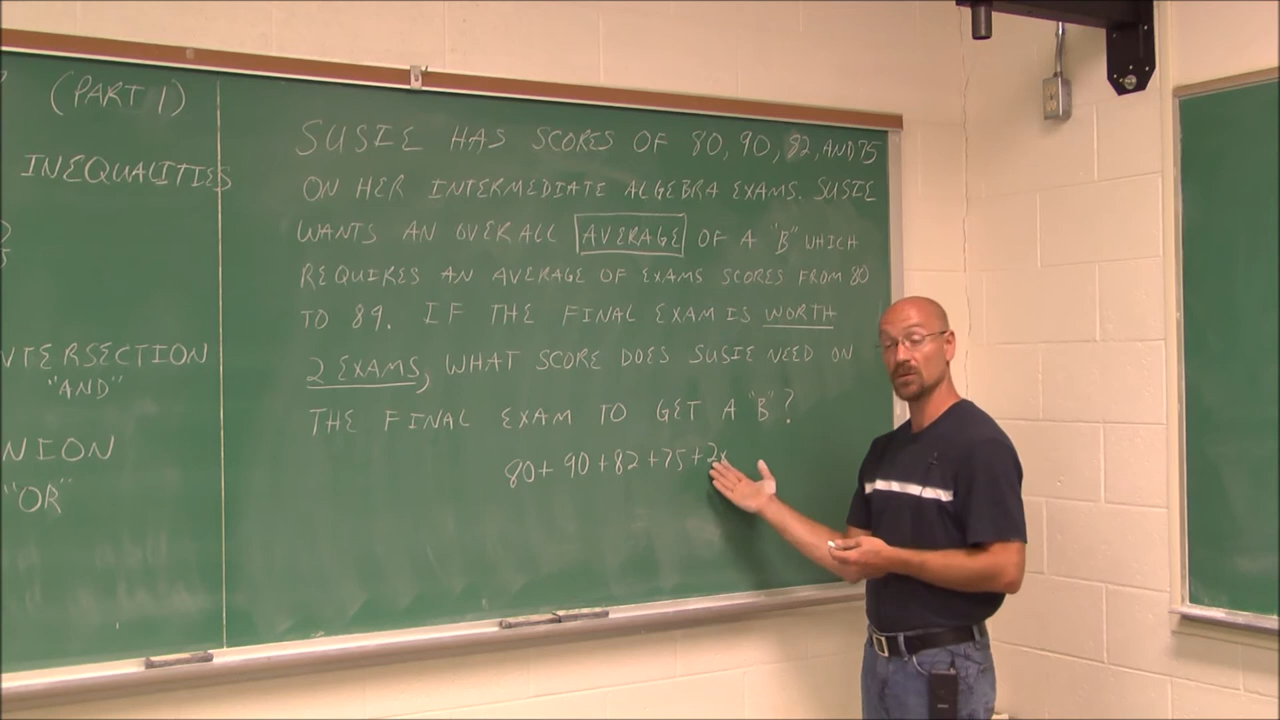 (PART 1)
INEQUALITIES
NTERSECTION
"AND"
NION
"OR"
SUSIE HAS SCORES OF 80, 90, 82, AND 75
ON HER INTERMEDIATE ALGEBRA EXAMS. SUSIE
WANTS AN OVERALL AVERAGE OF A "B" WHICH
REQUIRES AN AVERAGE OF EXAMS SCORES FROM 80
TO 89. IF THE FINAL EXAM IS WORTH
2 EXAMS, WHAT SCORE DOES SUSIE NEED ON
THE FINAL EXAM TO GET A "B"?
80+ 90 +82 +75 +2x